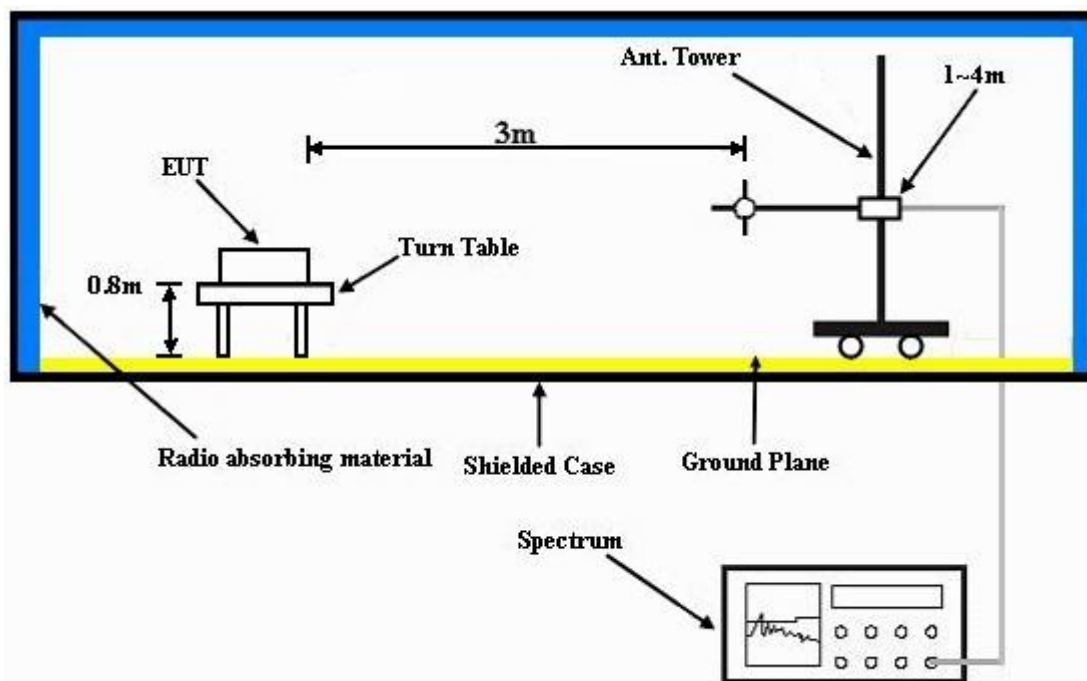 Ant. Tower
1~4m
3m
EUT
Turn Table
0.8m
Radio absorbing material
Shielded Case
Ground Plane
Spectrum